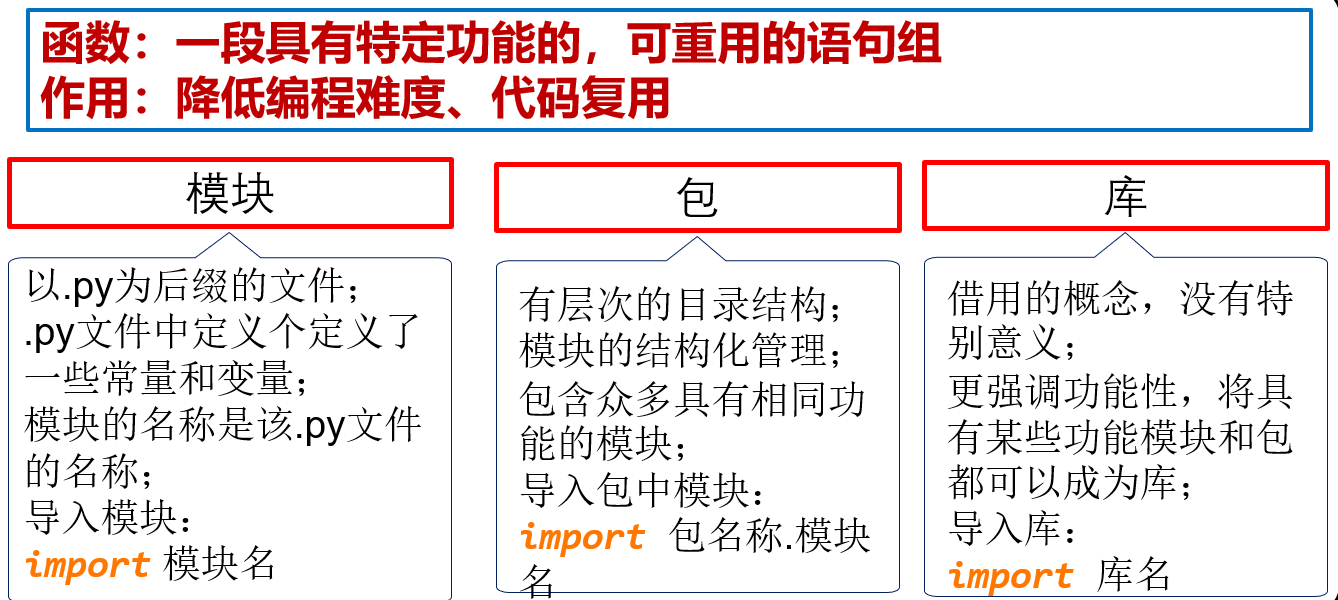 函数：一段具有特定功能的，可重用的语句组
作用：降低编程难度、代码复用
模块
以.py为后缀的文件；
.py文件中定义个定义了
一些常量和变量；
模块的名称是该.py文件
的名称；
导入模块：
import 模块名
包
有层次的目录结构；
模块的结构化管理；
包含众多具有相同功
能的模块；
导入包中模块：
import 包名称.模块
名
库
借用的概念，没有特
别意义；
更强调功能性，将具
有某些功能模块和包
都可以成为库；
导入库：
import 库名